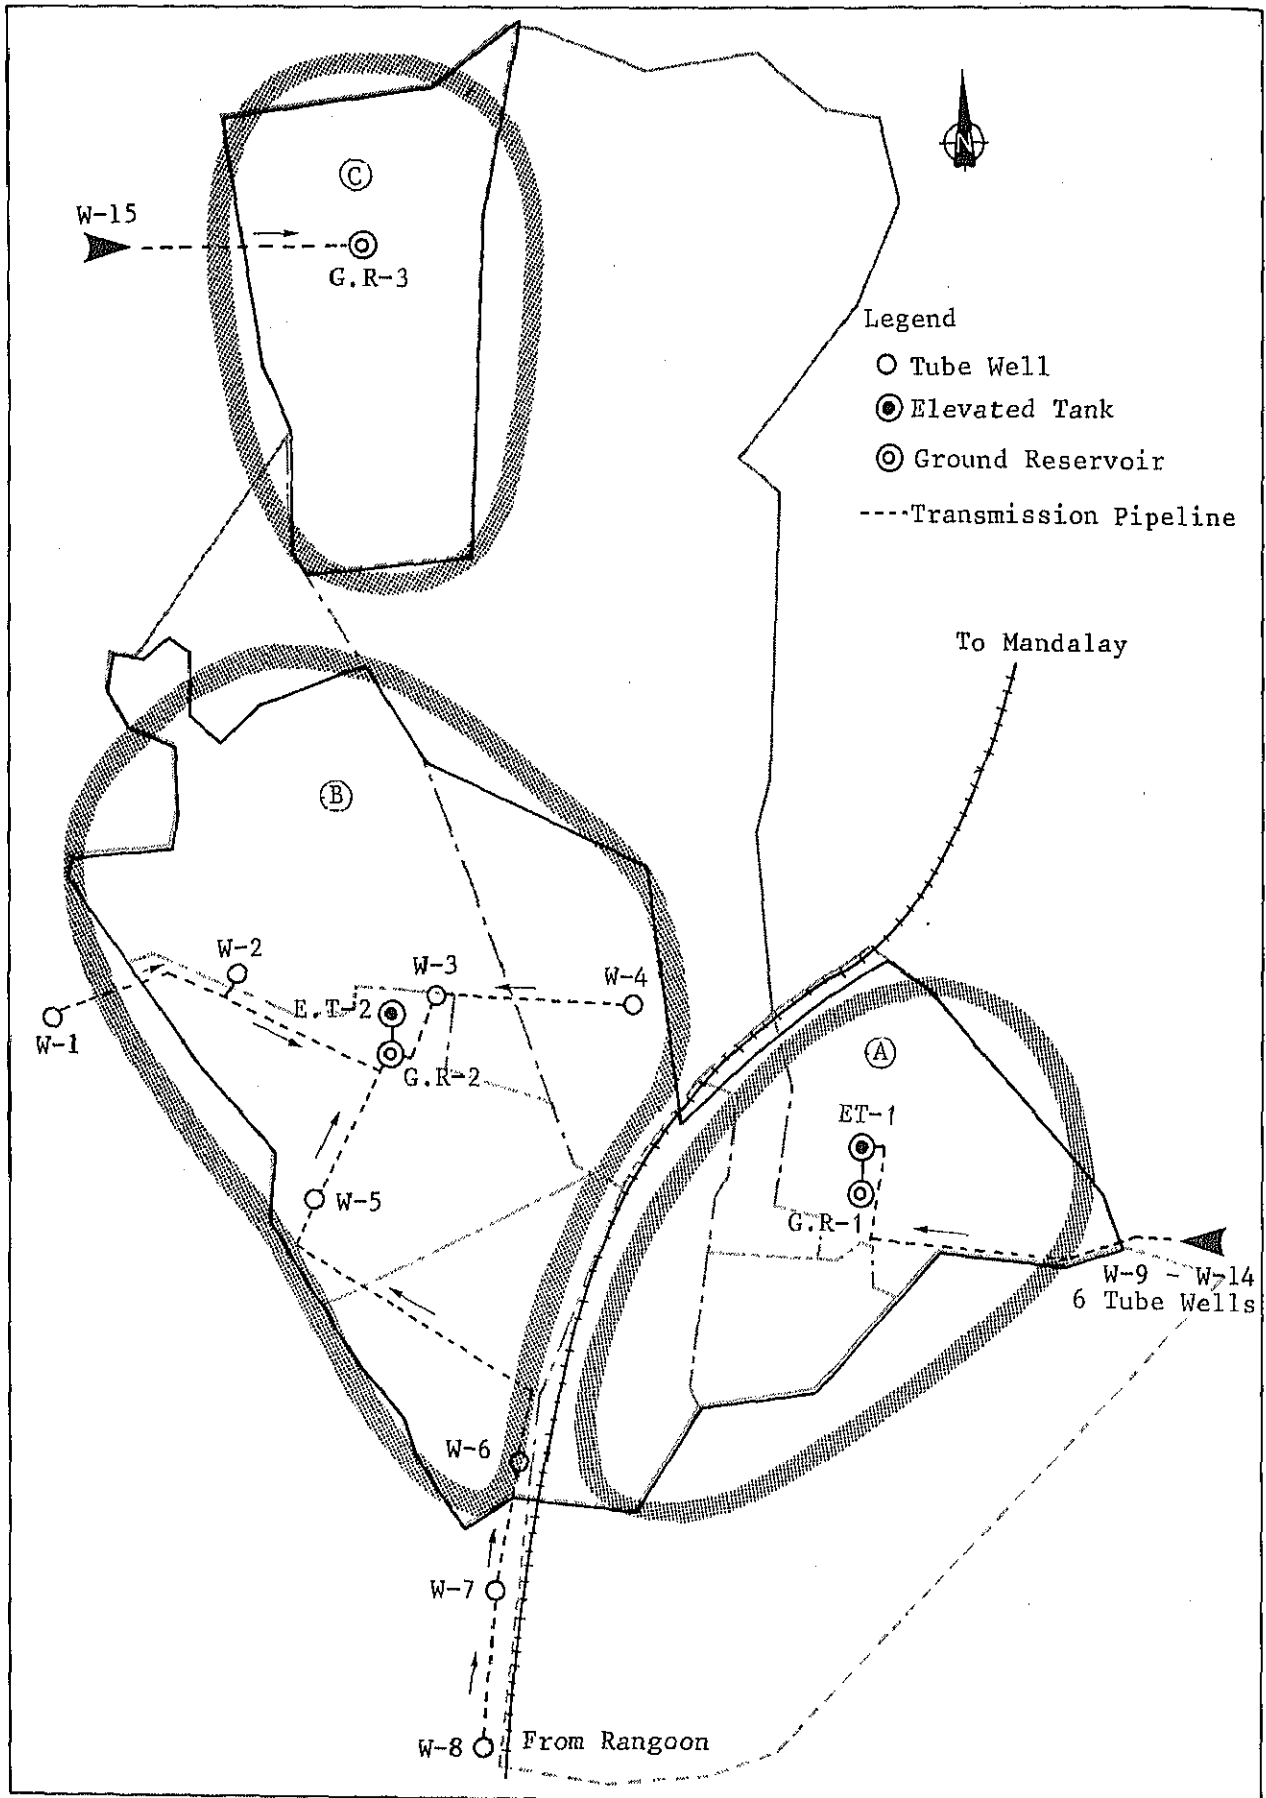 N
C
W-15
G.R-3
Legend
Tube Well
Elevated Tank
Ground Reservoir
Transmission Pipeline
To Mandalay
B
W-2
W-3
W-4
E.T-2
W-1
G.R-2
A
ET-1
W-5
G.R-1
W-9 - W-14
6 Tube Wells
W-6
W-7
W-8
From Rangoon